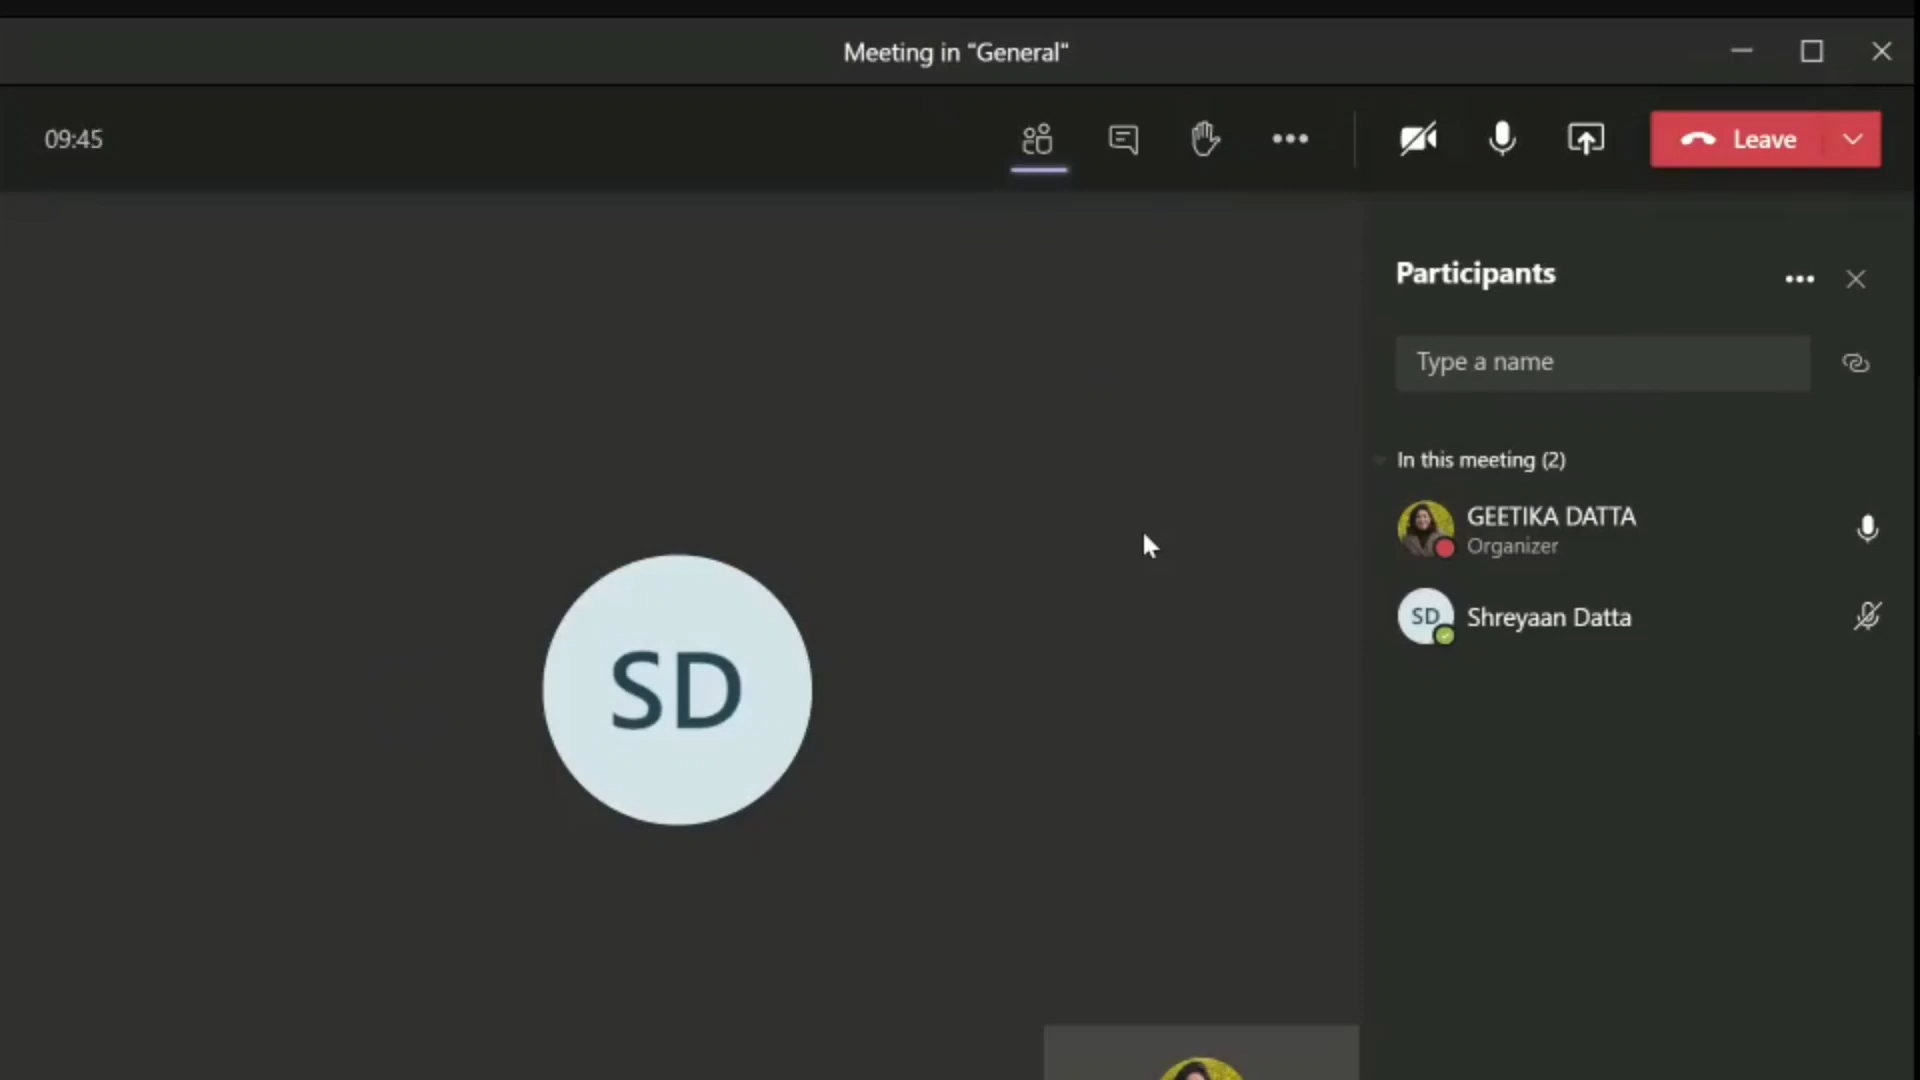 Meeting in "General"
09:45
Leave
Participants
Type a name
In this meeting (2)
GEETIKA DATTA
Organizer
SD
Shreyaan Datta
SD